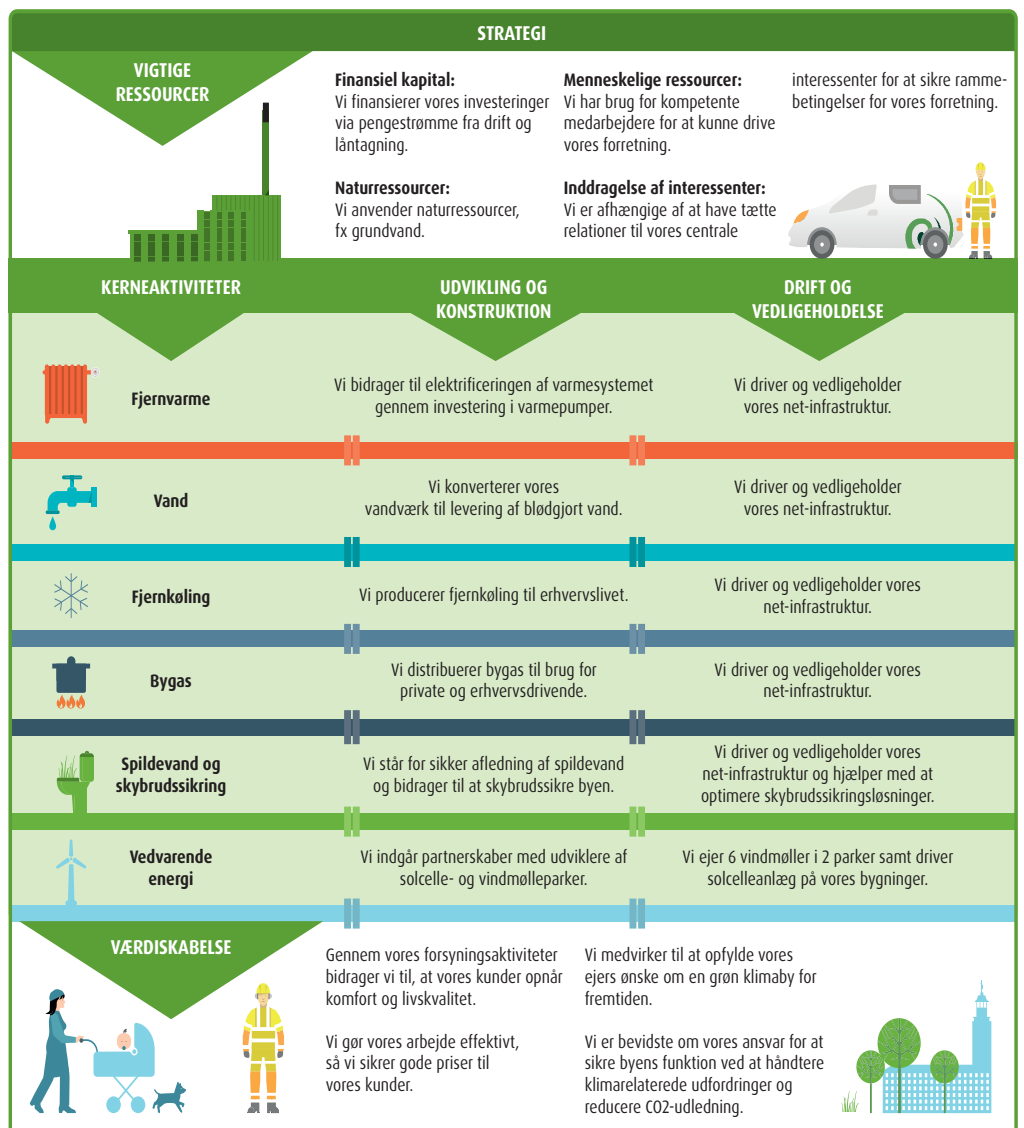 STRATEGI
VIGTIGE
RESSOURCER
Finansiel kapital:
Vi finansierer vores investeringer
via pengestrømme fra drift og
låntagning.
Naturressourcer:
Vi anvender naturressourcer,
fx grundvand.
Menneskelige ressourcer:
Vi har brug for kompetente
medarbejdere for at kunne drive
vores forretning.
Inddragelse af interessenter:
Vi er afhængige af at have tætte
relationer til vores centrale
interessenter for at sikre ramme-
betingelser for vores forretning.
KERNEAKTIVITETER
UDVIKLING OG
KONSTRUKTION
DRIFT OG
VEDLIGEHOLDELSE
Fjernvarme
Vi bidrager til elektrificeringen af varmesystemet
gennem investering i varmepumper.
Vi driver og vedligeholder
vores net-infrastruktur.
Vand
Vi konverterer vores
vandværk til levering af blødgjort vand.
Vi driver og vedligeholder
vores net-infrastruktur.
Fjernkøling
Vi producerer fjernkøling til erhvervslivet.
Vi driver og vedligeholder vores
net-infrastruktur.
Bygas
Vi distribuerer bygas til brug for
private og erhvervsdrivende.
Vi driver og vedligeholder vores
net-infrastruktur.
Spildevand og
skybrudssikring
Vi står for sikker afledning af spildevand
og bidrager til at skybrudssikre byen.
Vi driver og vedligeholder vores
net-infrastruktur og hjælper med at
optimere skybrudssikringsløsninger.
Vedvarende
energi
Vi indgår partnerskaber med udviklere af
solcelle- og vindmølleparker.
Vi ejer 6 vindmøller i 2 parker samt driver
solcelleanlæg på vores bygninger.
VÆRDISKABELSE
Gennem vores forsyningsaktiviteter
bidrager vi til, at vores kunder opnår
komfort og livskvalitet.
Vi gør vores arbejde effektivt,
så vi sikrer gode priser til
vores kunder.
Vi medvirker til at opfylde vores
ejers ønske om en grøn klimaby for
fremtiden.
Vi er bevidste om vores ansvar for at
sikre byens funktion ved at håndtere
klimarelaterede udfordringer og
reducere CO2-udledning.